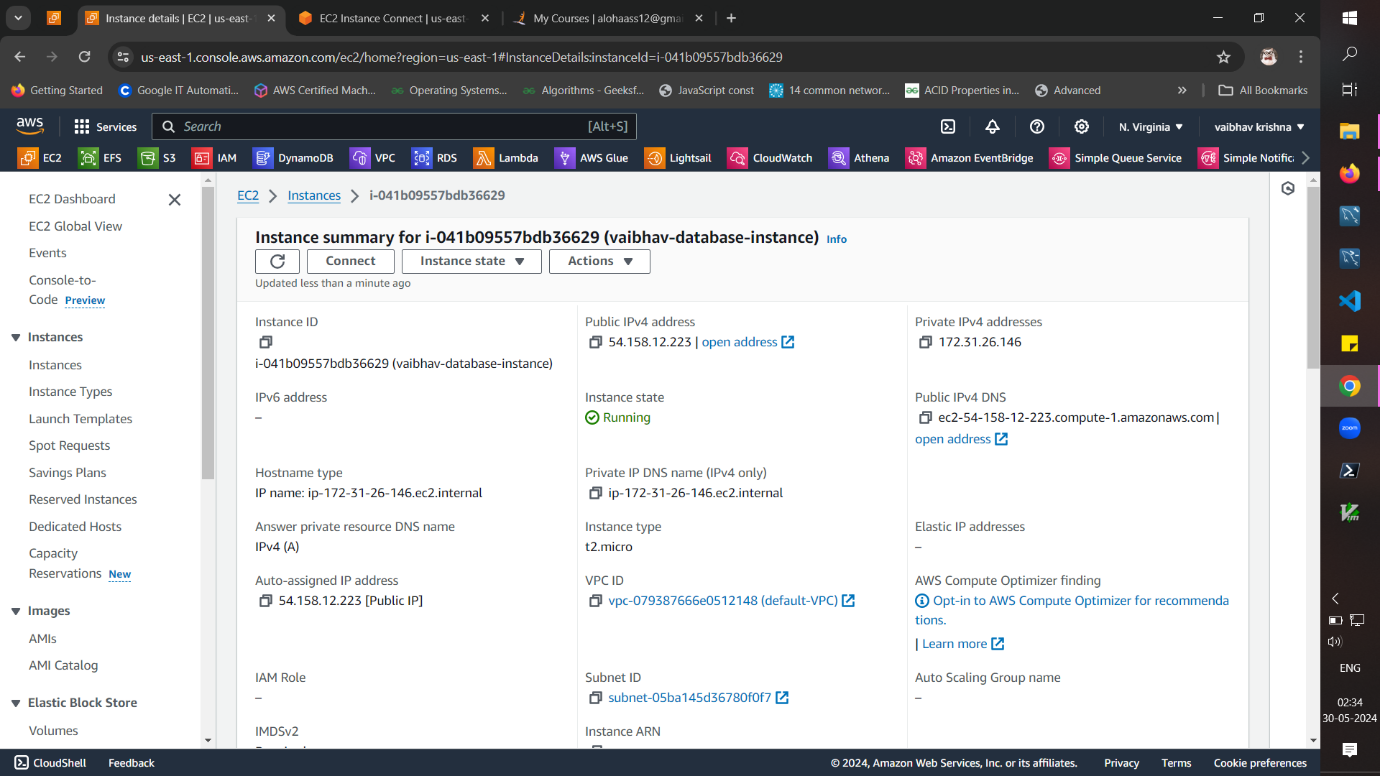 Instance details | EC2 | us-east-1
EC2 Instance Connect | us-east-
My Courses | alohaass12@gma
us-east-1.console.aws.amazon.com/ec2/home?region=us-east-1#InstanceDetails:instanceId=i-041b09557bdb36629
Getting Started
Google IT Automati...
AWS Certified Mach...
Operating Systems...
Algorithms - Geeksf...
JavaScript const
14 common networ...
ACID Properties in...
Advanced
»
All Bookmarks
aws
Services
Search
[Alt+S]
N. Virginia
vaibhav krishna
EC2
EFS
S3
IAM
DynamoDB
VPC
RDS
Lambda
AWS Glue
Lightsail
CloudWatch
Athena
Amazon EventBridge
Simple Queue Service
Simple Notifica
EC2 Dashboard
EC2 Global View
Events
Console-to-
Code Preview
Instances
Instances
Instance Types
Launch Templates
Spot Requests
Savings Plans
Reserved Instances
Dedicated Hosts
Capacity
Reservations New
Images
AMIs
AMI Catalog
Elastic Block Store
Volumes
EC2 > Instances > i-041b09557bdb36629
Instance summary for i-041b09557bdb36629 (vaibhav-database-instance) Info
Connect
Instance state
Actions
Updated less than a minute ago
Instance ID
i-041b09557bdb36629 (vaibhav-database-instance)
Public IPv4 address
54.158.12.223 | open address
Private IPv4 addresses
172.31.26.146
IPv6 address
–
Instance state
Running
Public IPv4 DNS
ec2-54-158-12-223.compute-1.amazonaws.com |
open address
Hostname type
IP name: ip-172-31-26-146.ec2.internal
Private IP DNS name (IPv4 only)
ip-172-31-26-146.ec2.internal
Answer private resource DNS name
IPv4 (A)
Instance type
t2.micro
Elastic IP addresses
–
Auto-assigned IP address
54.158.12.223 [Public IP]
VPC ID
vpc-079387666e0512148 (default-VPC)
AWS Compute Optimizer finding
Opt-in to AWS Compute Optimizer for recommenda
tions.
| Learn more
IAM Role
–
Subnet ID
subnet-05ba145d36780f0f7
Auto Scaling Group name
–
IMDSv2
Instance ARN
CloudShell
Feedback
© 2024, Amazon Web Services, Inc. or its affiliates.
Privacy
Terms
Cookie preferences
zoom
ENG
02:34
30-05-2024